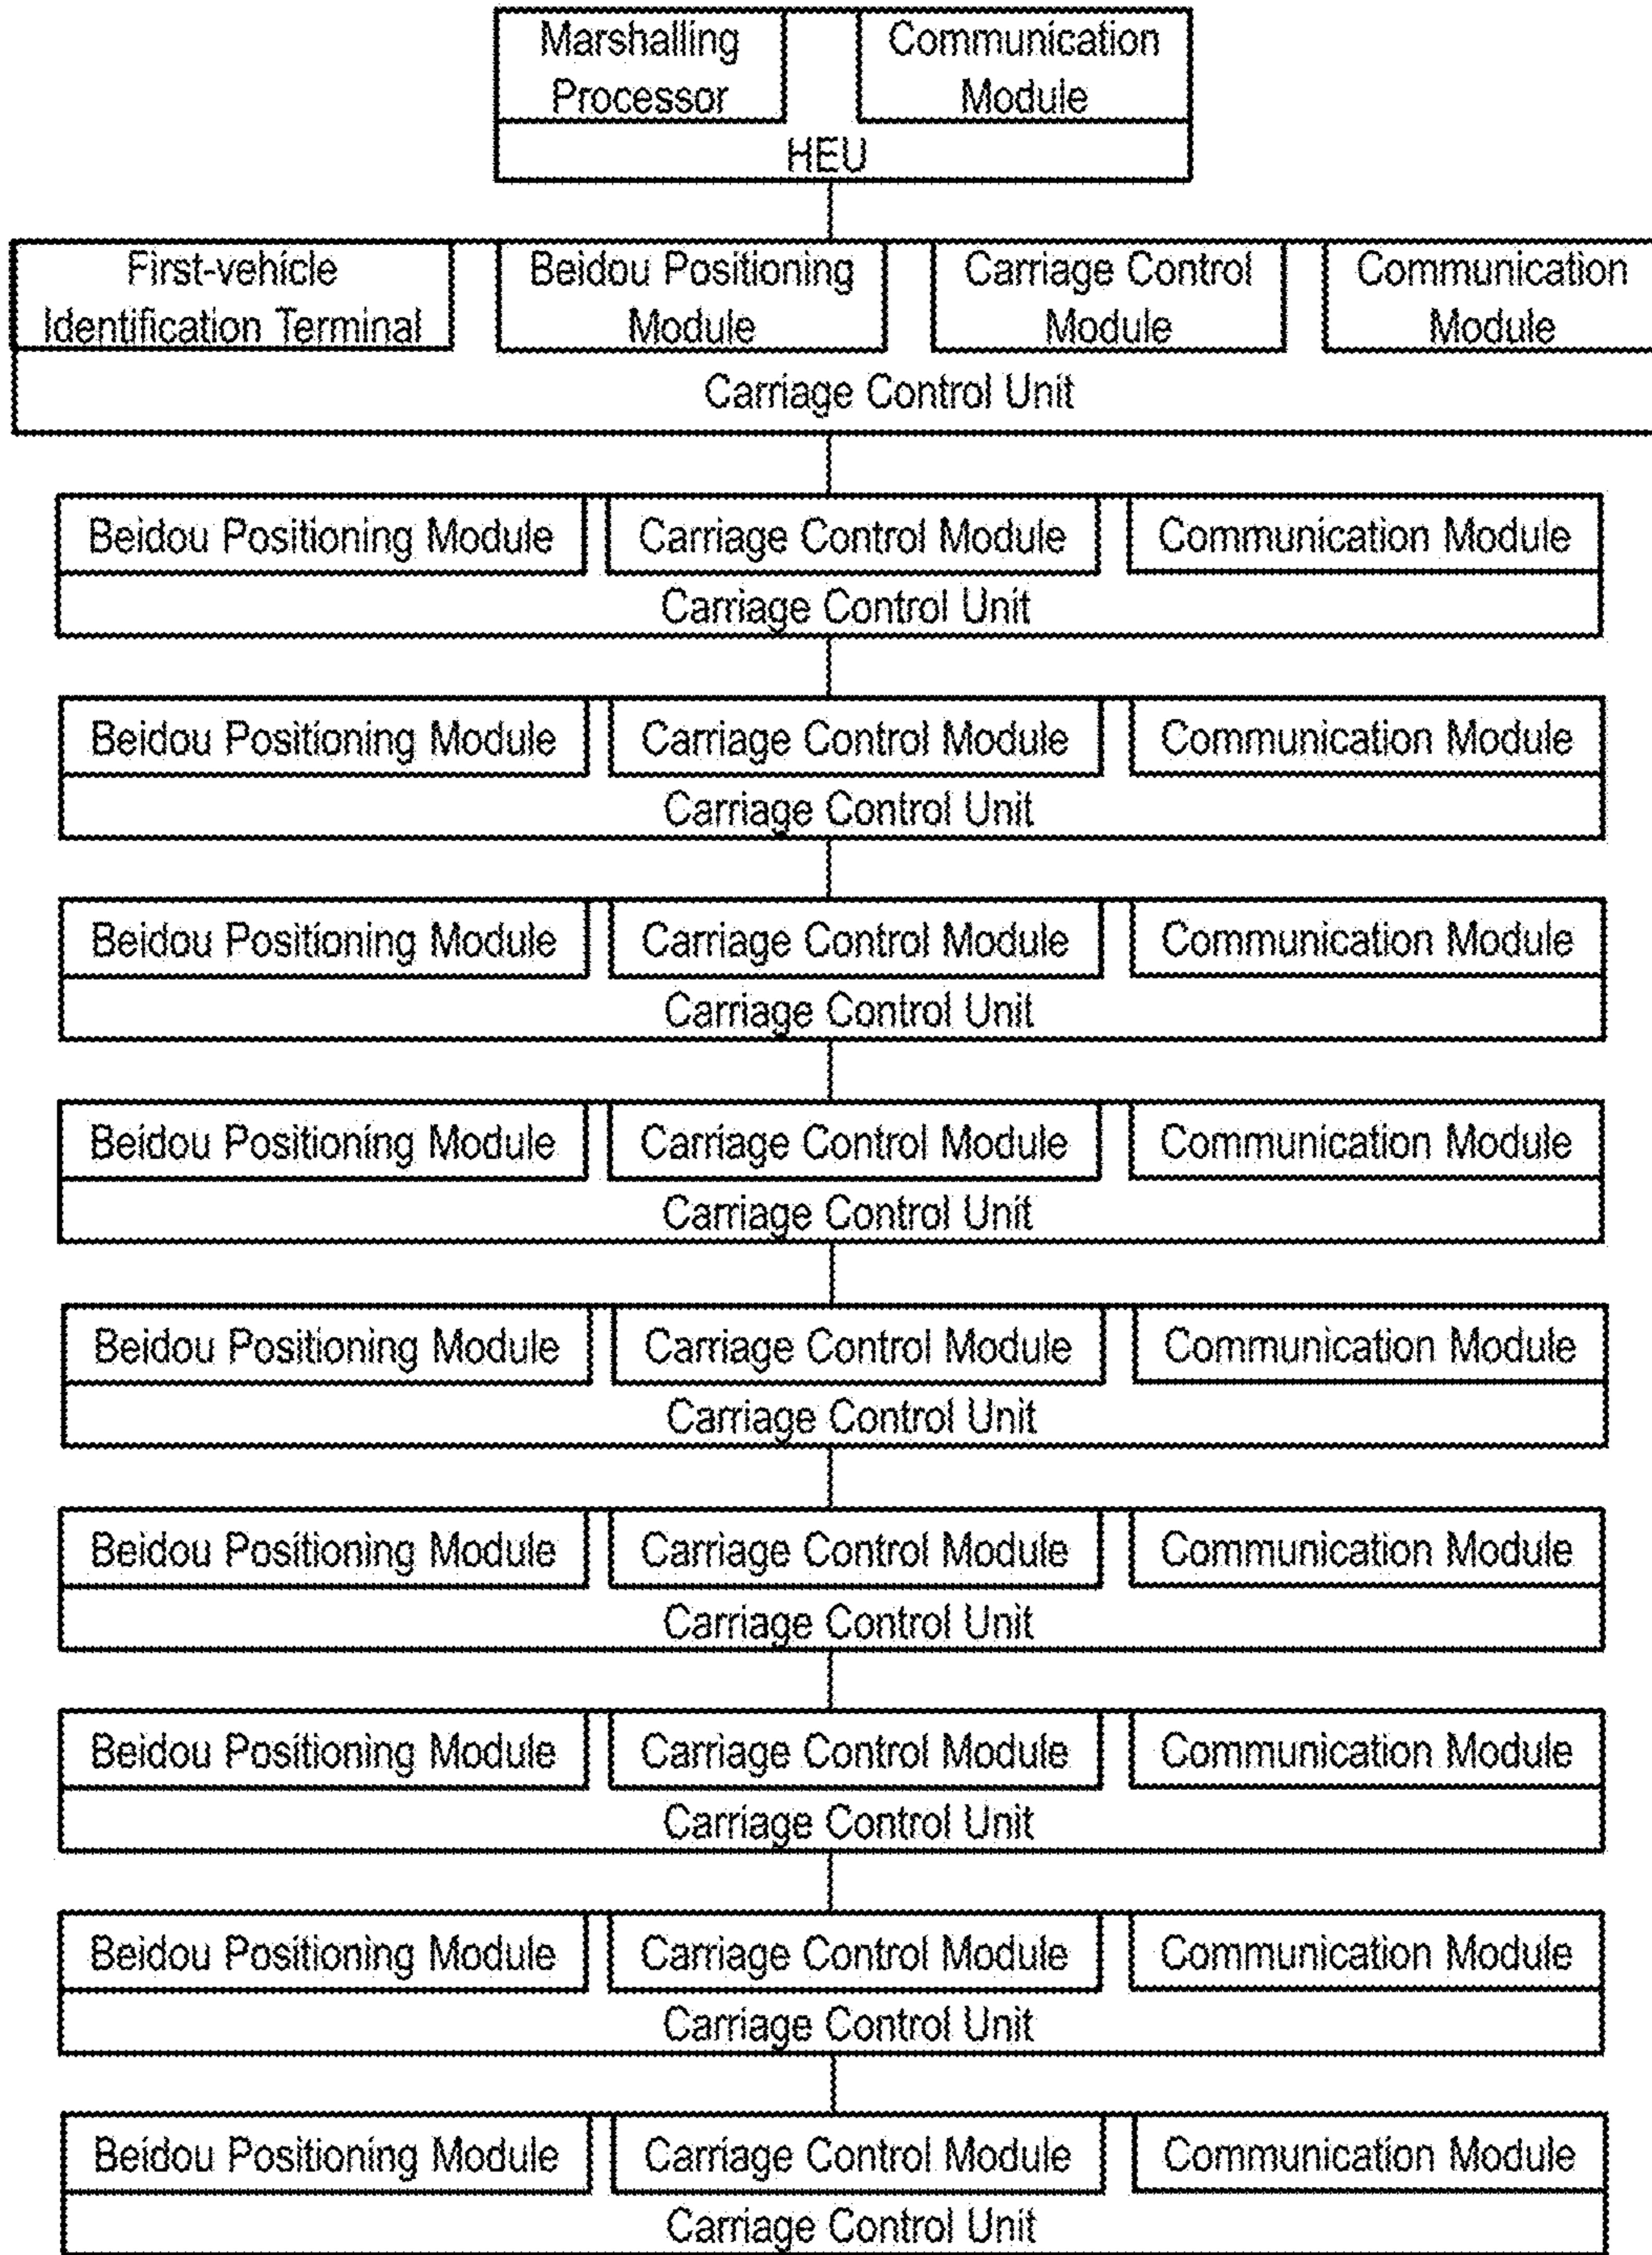 Marshalling Processor
Communication Module
HEU
First-vehicle Identification Terminal
Beidou Positioning Module
Carriage Control Module
Communication Module
Carriage Control Unit
Beidou Positioning Module Carriage Control Module Communication Module
Carriage Control Unit
Beidou Positioning Module Carriage Control Module Communication Module
Carriage Control Unit
Beidou Positioning Module Carriage Control Module Communication Module
Carriage Control Unit
Beidou Positioning Module Carriage Control Module Communication Module
Carriage Control Unit
Beidou Positioning Module Carriage Control Module Communication Module
Carriage Control Unit
Beidou Positioning Module Carriage Control Module Communication Module
Carriage Control Unit
Beidou Positioning Module Carriage Control Module Communication Module
Carriage Control Unit
Beidou Positioning Module Carriage Control Module Communication Module
Carriage Control Unit
Beidou Positioning Module Carriage Control Module Communication Module
Carriage Control Unit